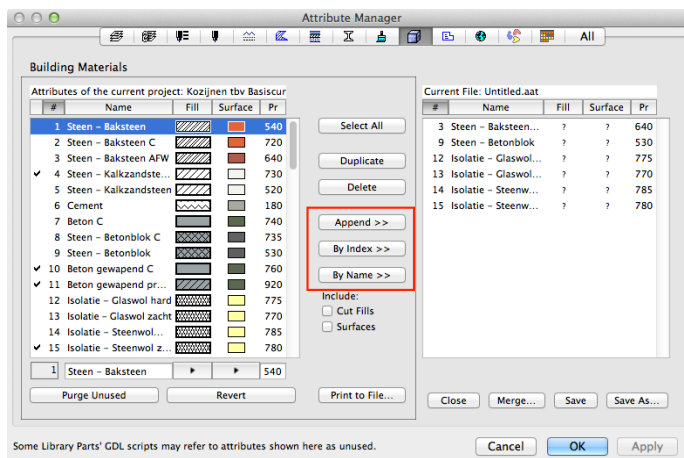 Attribute Manager
All
Building Materials
Attributes of the current project: Kozijnen tbv Basiscur
# Name Fill Surface Pr
1 Steen - Baksteen 540
2 Steen - Baksteen C 720
3 Steen - Baksteen AFW 640
4 Steen - Kalkzandste... 730
5 Steen - Kalkzandsteen 520
6 Cement 180
7 Beton C 740
8 Steen - Betonblok C 735
9 Steen - Betonblok 530
10 Beton gewapend C 760
11 Beton gewapend pr... 920
12 Isolatie - Glaswol hard 775
13 Isolatie - Glaswol zacht 770
14 Isolatie - Steenwol... 785
15 Isolatie - Steenwol z... 780
1 Steen - Baksteen 540
Purge Unused
Revert
Select All
Duplicate
Delete
Append >>
By Index >>
By Name >>
Include:
Cut Fills
Surfaces
Print to File...
Current File: Untitled.aat
# Name Fill Surface Pr
3 Steen - Baksteen... ? ? 640
9 Steen - Betonblok ? ? 530
12 Isolatie - Glaswol... ? ? 775
13 Isolatie - Glaswol... ? ? 770
14 Isolatie - Steenw... ? ? 785
15 Isolatie - Steenw... ? ? 780
Close
Merge...
Save
Save As...
Some Library Parts' GDL scripts may refer to attributes shown here as unused.
Cancel
OK
Apply